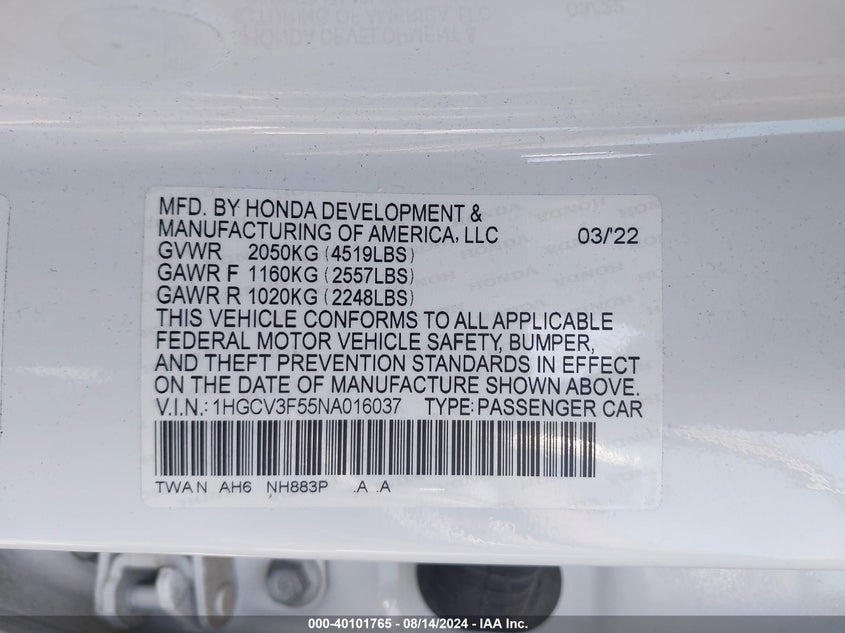 MFD. BY HONDA DEVELOPMENT &
MANUFACTURING OF AMERICA, LLC 03/'22
GVWR 2050KG (4519LBS)
GAWR F 1160KG (2557LBS)
GAWR R 1020KG (2248LBS)
THIS VEHICLE CONFORMS TO ALL APPLICABLE
FEDERAL MOTOR VEHICLE SAFETY, BUMPER,
AND THEFT PREVENTION STANDARDS IN EFFECT
ON THE DATE OF MANUFACTURE SHOWN ABOVE.
V.I.N.: 1HGCV3F55NA016037 TYPE: PASSENGER CAR
TWA N AH6 NH883P .A .A
000-40101765 - 08/14/2024 - IAA Inc.